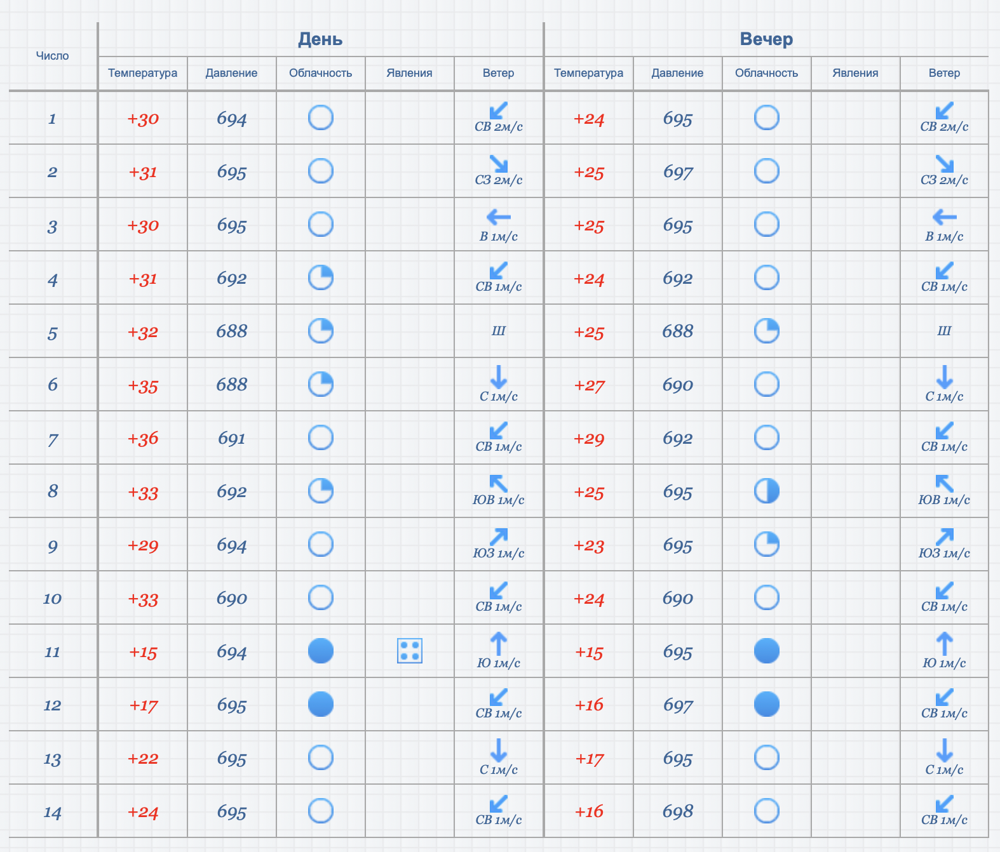 Число День Вечер
Температура Давление Облачность Явления Ветер Температура Давление Облачность Явления Ветер
1 +30 694 СВ 2м/с +24 695 СВ 2м/с
2 +31 695 СЗ 2м/с +25 697 СЗ 2м/с
3 +30 695 В 1м/с +25 695 В 1м/с
4 +31 692 СВ 1м/с +24 692 СВ 1м/с
5 +32 688 Ш +25 688 Ш
6 +35 688 С 1м/с +27 690 С 1м/с
7 +36 691 СВ 1м/с +29 692 СВ 1м/с
8 +33 692 ЮВ 1м/с +25 695 ЮВ 1м/с
9 +29 694 ЮЗ 1м/с +23 695 ЮЗ 1м/с
10 +33 690 СВ 1м/с +24 690 СВ 1м/с
11 +15 694 Ю 1м/с +15 695 Ю 1м/с
12 +17 695 СВ 1м/с +16 697 СВ 1м/с
13 +22 695 С 1м/с +17 695 С 1м/с
14 +24 695 СВ 1м/с +16 698 СВ 1м/с